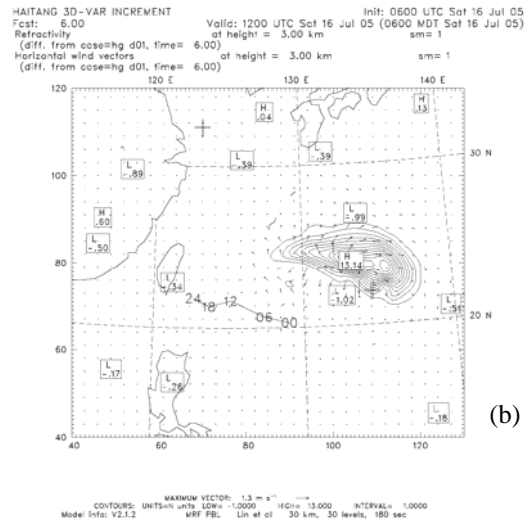 HAITANG 3D-VAR INCREMENT Init: 0600 UTC Sat 16 Jul 05
Fcst: 6.00 Valid: 1200 UTC Sat 16 Jul 05 (0600 MDT Sat 16 Jul 05)
Refractivity at height = 3.00 km sm= 1
(diff. from case=hg d01, time= 6.00)
Horizontal wind vectors at height = 3.00 km sm= 1
(diff. from case=hg d01, time= 6.00)
120 E 130 E 140 E
120
H .04
H .13
L -.89
L -.39
L -.39
30 N
100
H .60
L -.99
L -.50
H 13.14
80
L -.34
L -1.02
24 18 12 06 00
L -.51
20 N
60
L -.17
L -.26
L -.18
(b)
40
40 60 80 100 120
MAXIMUM VECTOR: 1.3 m s⁻¹
CONTOURS: UNITS=N units LOW= -1.0000 HIGH= 13.000 INTERVAL= 1.0000
Model Info: V2.1.2 MRF PBL Lin et al 30 km, 30 levels, 180 sec